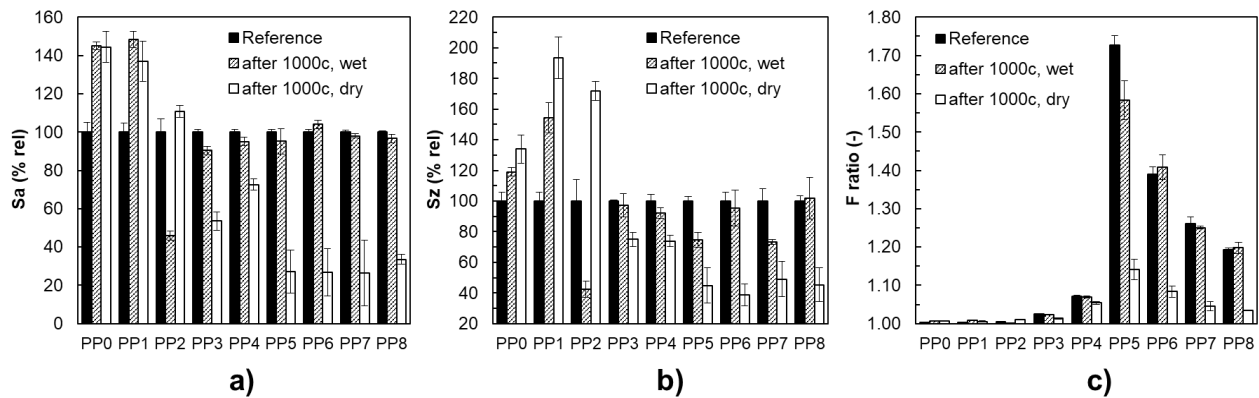 160
140
120
100
80
60
40
20
0
Sa (% rel)
Reference
after 1000c, wet
after 1000c, dry
PP0 PP1 PP2 PP3 PP4 PP5 PP6 PP7 PP8
a)
220
200
180
160
140
120
100
80
60
40
20
Sz (% rel)
Reference
after 1000c, wet
after 1000c, dry
PP0 PP1 PP2 PP3 PP4 PP5 PP6 PP7 PP8
b)
1.80
1.70
1.60
1.50
1.40
1.30
1.20
1.10
1.00
F ratio (-)
Reference
after 1000c, wet
after 1000c, dry
PP0 PP1 PP2 PP3 PP4 PP5 PP6 PP7 PP8
c)